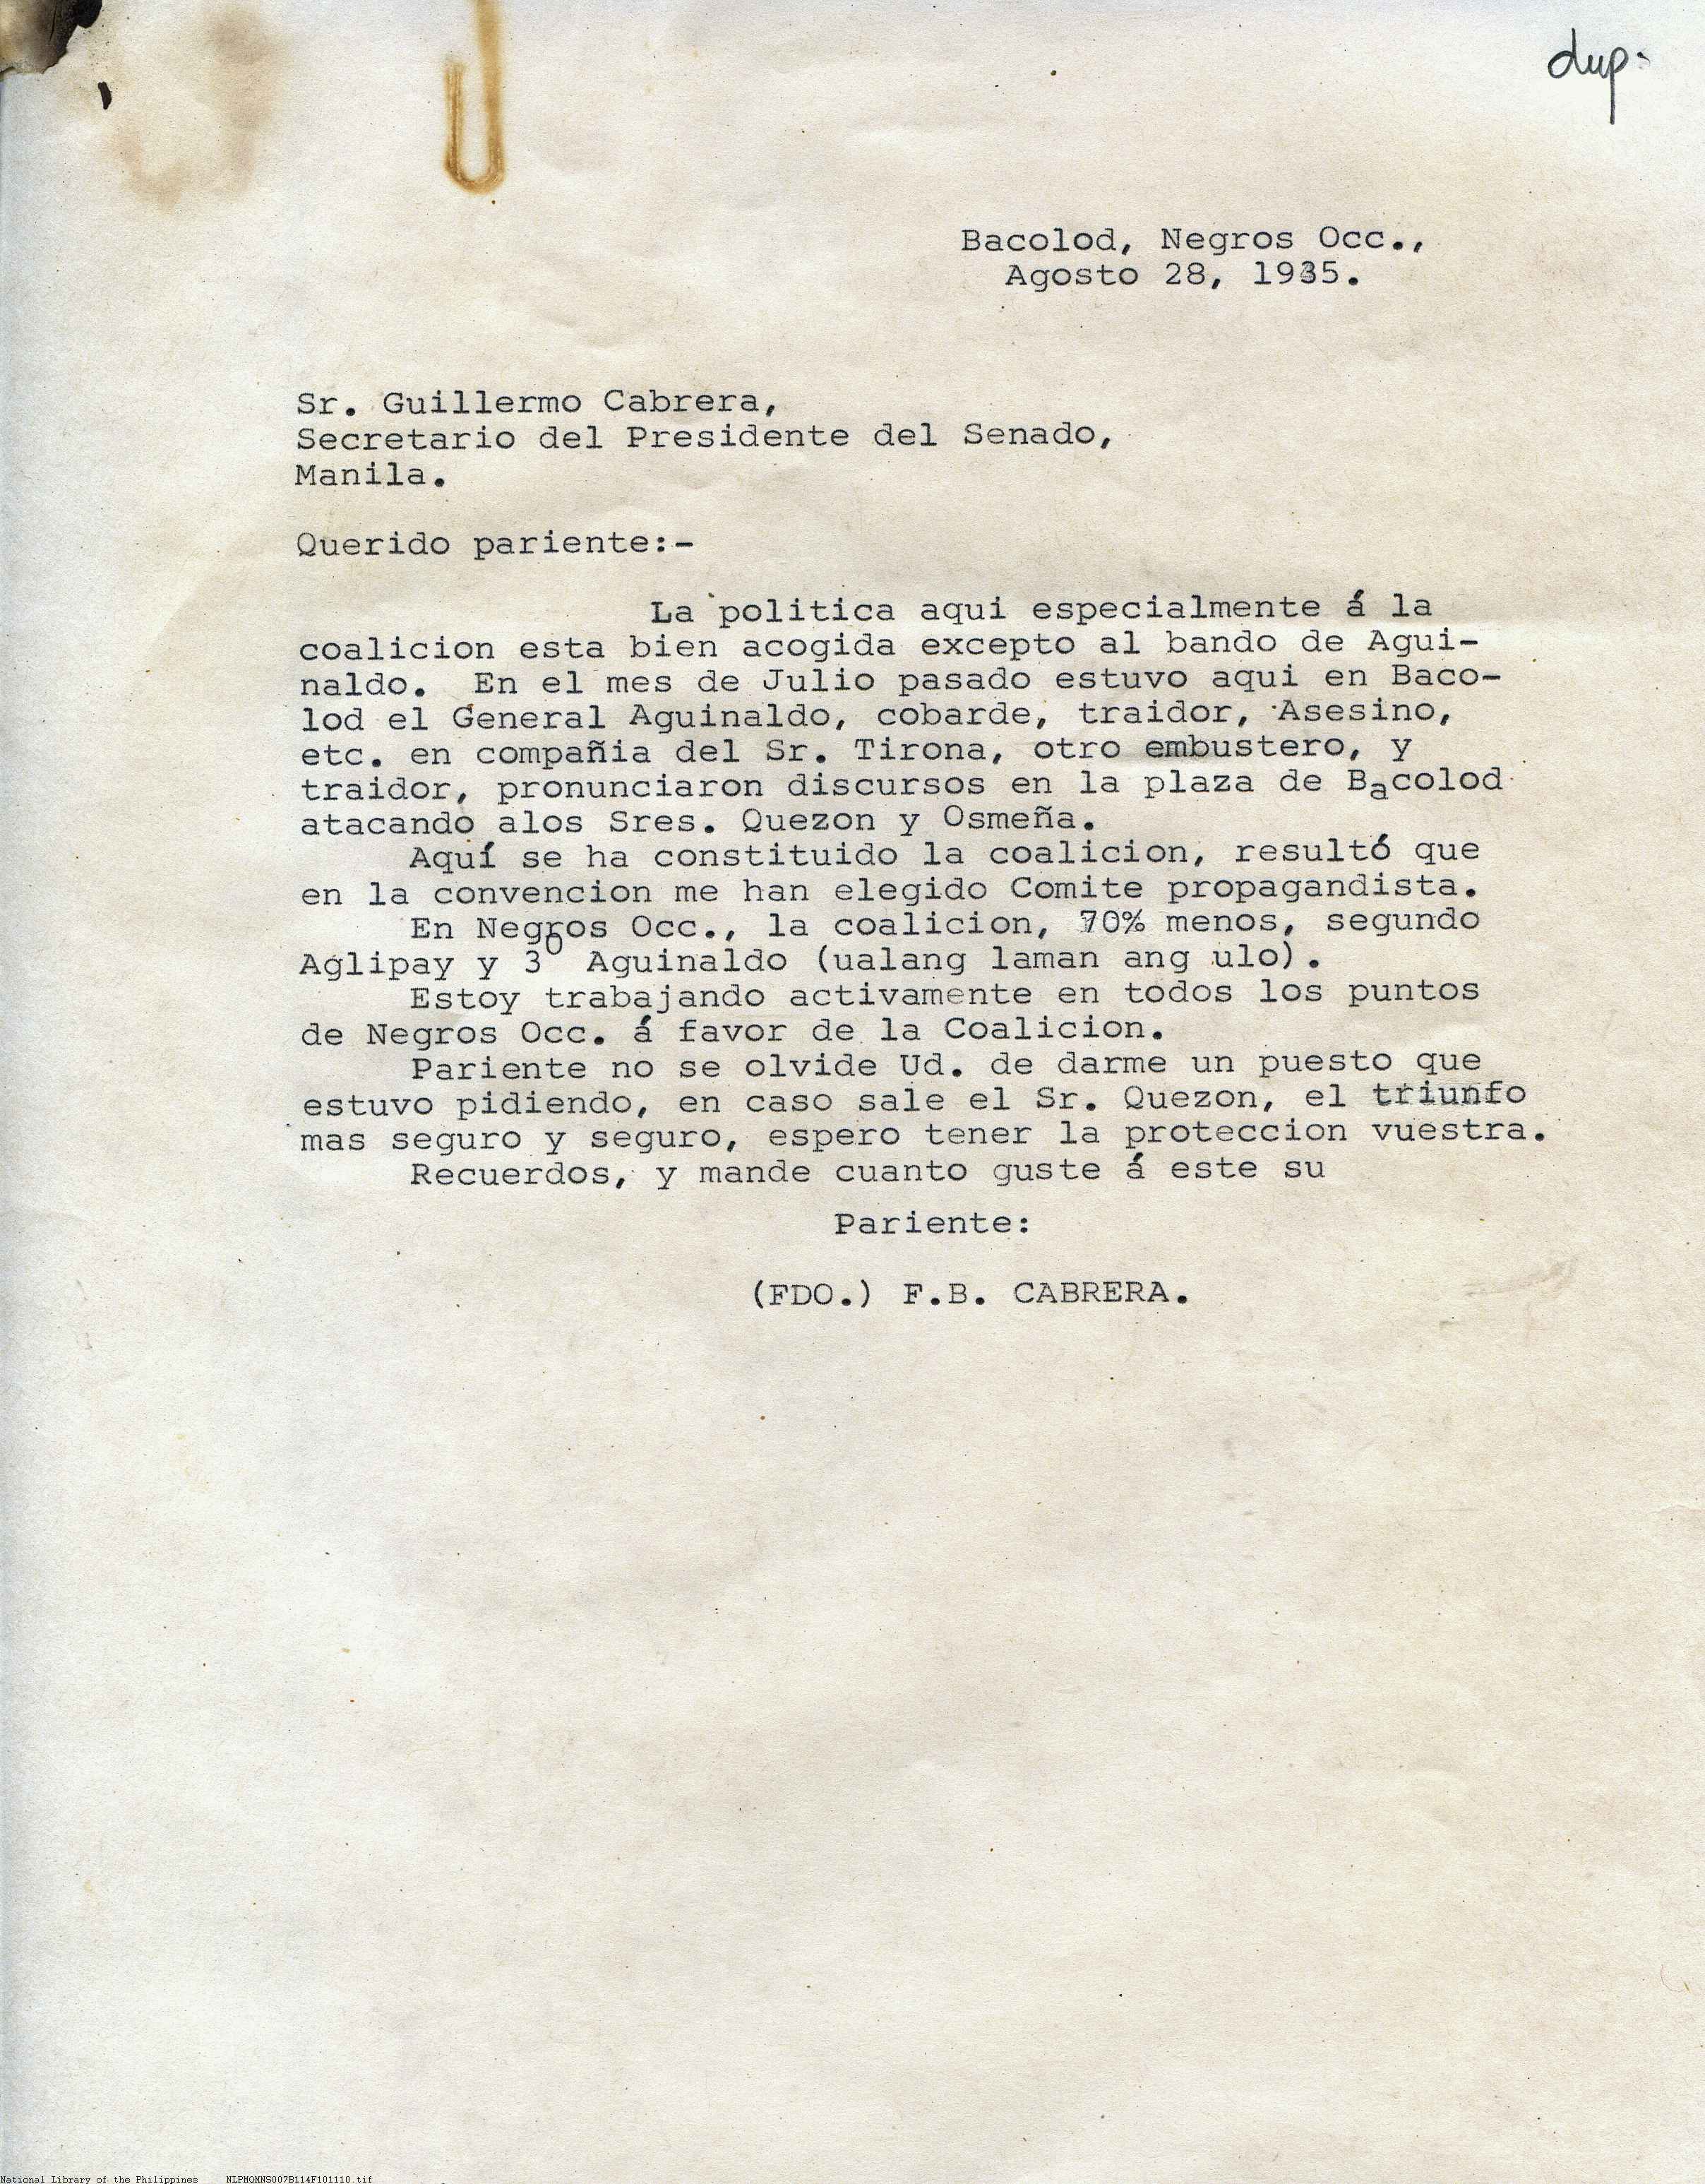 dup.
Bacolod, Negros Occ.,
Agosto 28, 1935.
Sr. Guillermo Cabrera,
Secretario del Presidente del Senado,
Manila.
Querido pariente:-
La politica aqui especialmente á la
coalicion esta bien acogida excepto al bando de Agui-
naldo. En el mes de Julio pasado estuvo aqui en Baco-
lod el General Aguinaldo, cobarde, traidor, Asesino,
etc. en compañia del Sr. Tirona, otro embustero, y
traidor, pronunciaron discursos en la plaza de Bacolod
atacando alos Sres. Quezon y Osmeña.
Aquí se ha constituido la coalicion, resultó que
en la convencion me han elegido Comite propagandista.
En Negros Occ., la coalicion, 70% menos, segundo
Aglipay y 3º Aguinaldo (ualang laman ang ulo).
Estoy trabajando activamente en todos los puntos
de Negros Occ. á favor de la Coalicion.
Pariente no se olvide Ud. de darme un puesto que
estuvo pidiendo, en caso sale el Sr. Quezon, el triunfo
mas seguro y seguro, espero tener la proteccion vuestra.
Recuerdos, y mande cuanto guste á este su
Pariente:
(FDO.) F.B. CABRERA.
National Library of the Philippines NLPMQMNS007B114F101110.tif